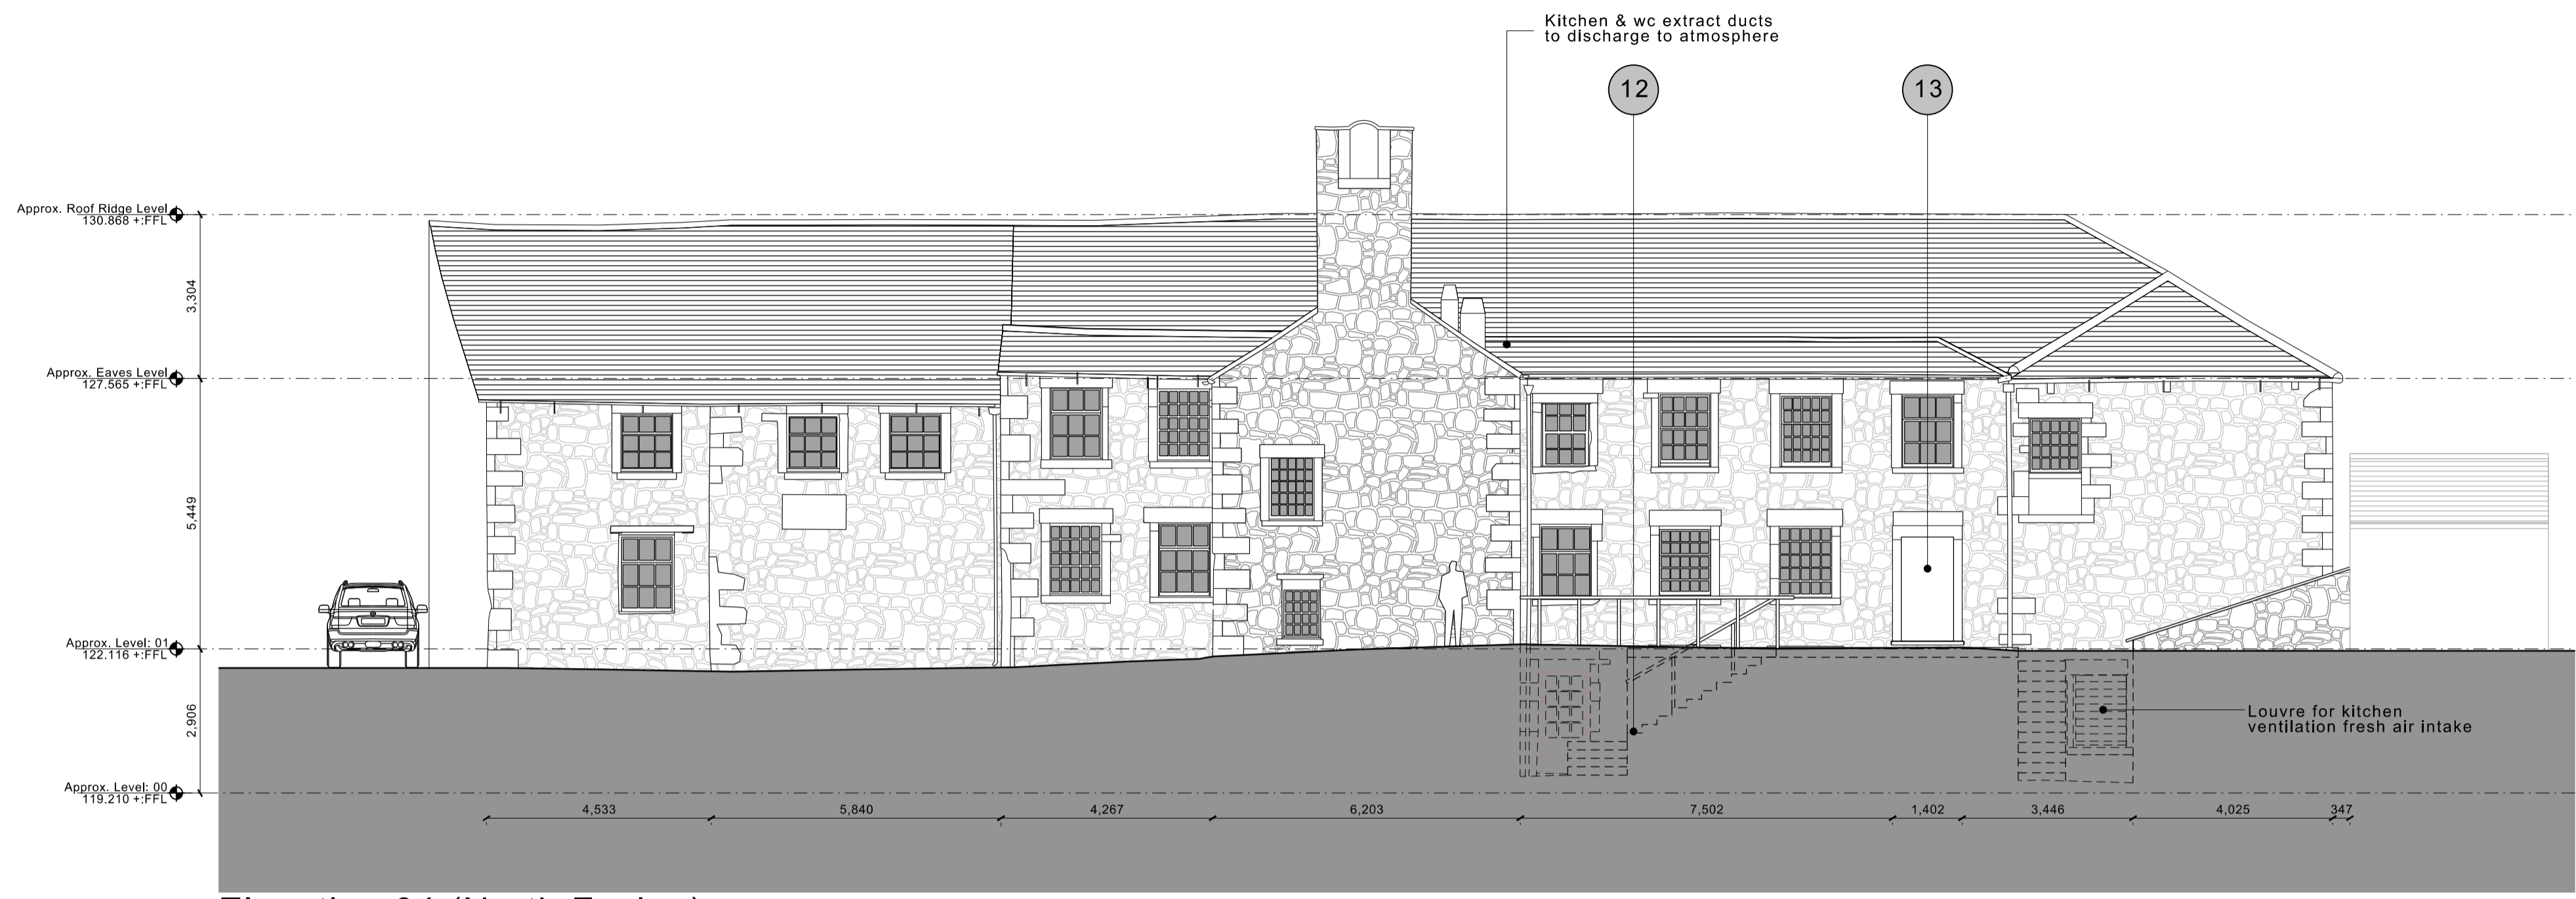 Kitchen & wc extract ducts
to discharge to atmosphere
12
13
Approx. Roof Ridge Level
130.868 +:FFL
3,304
Approx. Eaves Level
127.565 +:FFL
5,449
Approx. Level: 01
122.116 +:FFL
2,906
Louvre for kitchen
ventilation fresh air intake
Approx. Level: 00
119.210 +:FFL
4,533
5,840
4,267
6,203
7,502
1,402
3,446
4,025
347